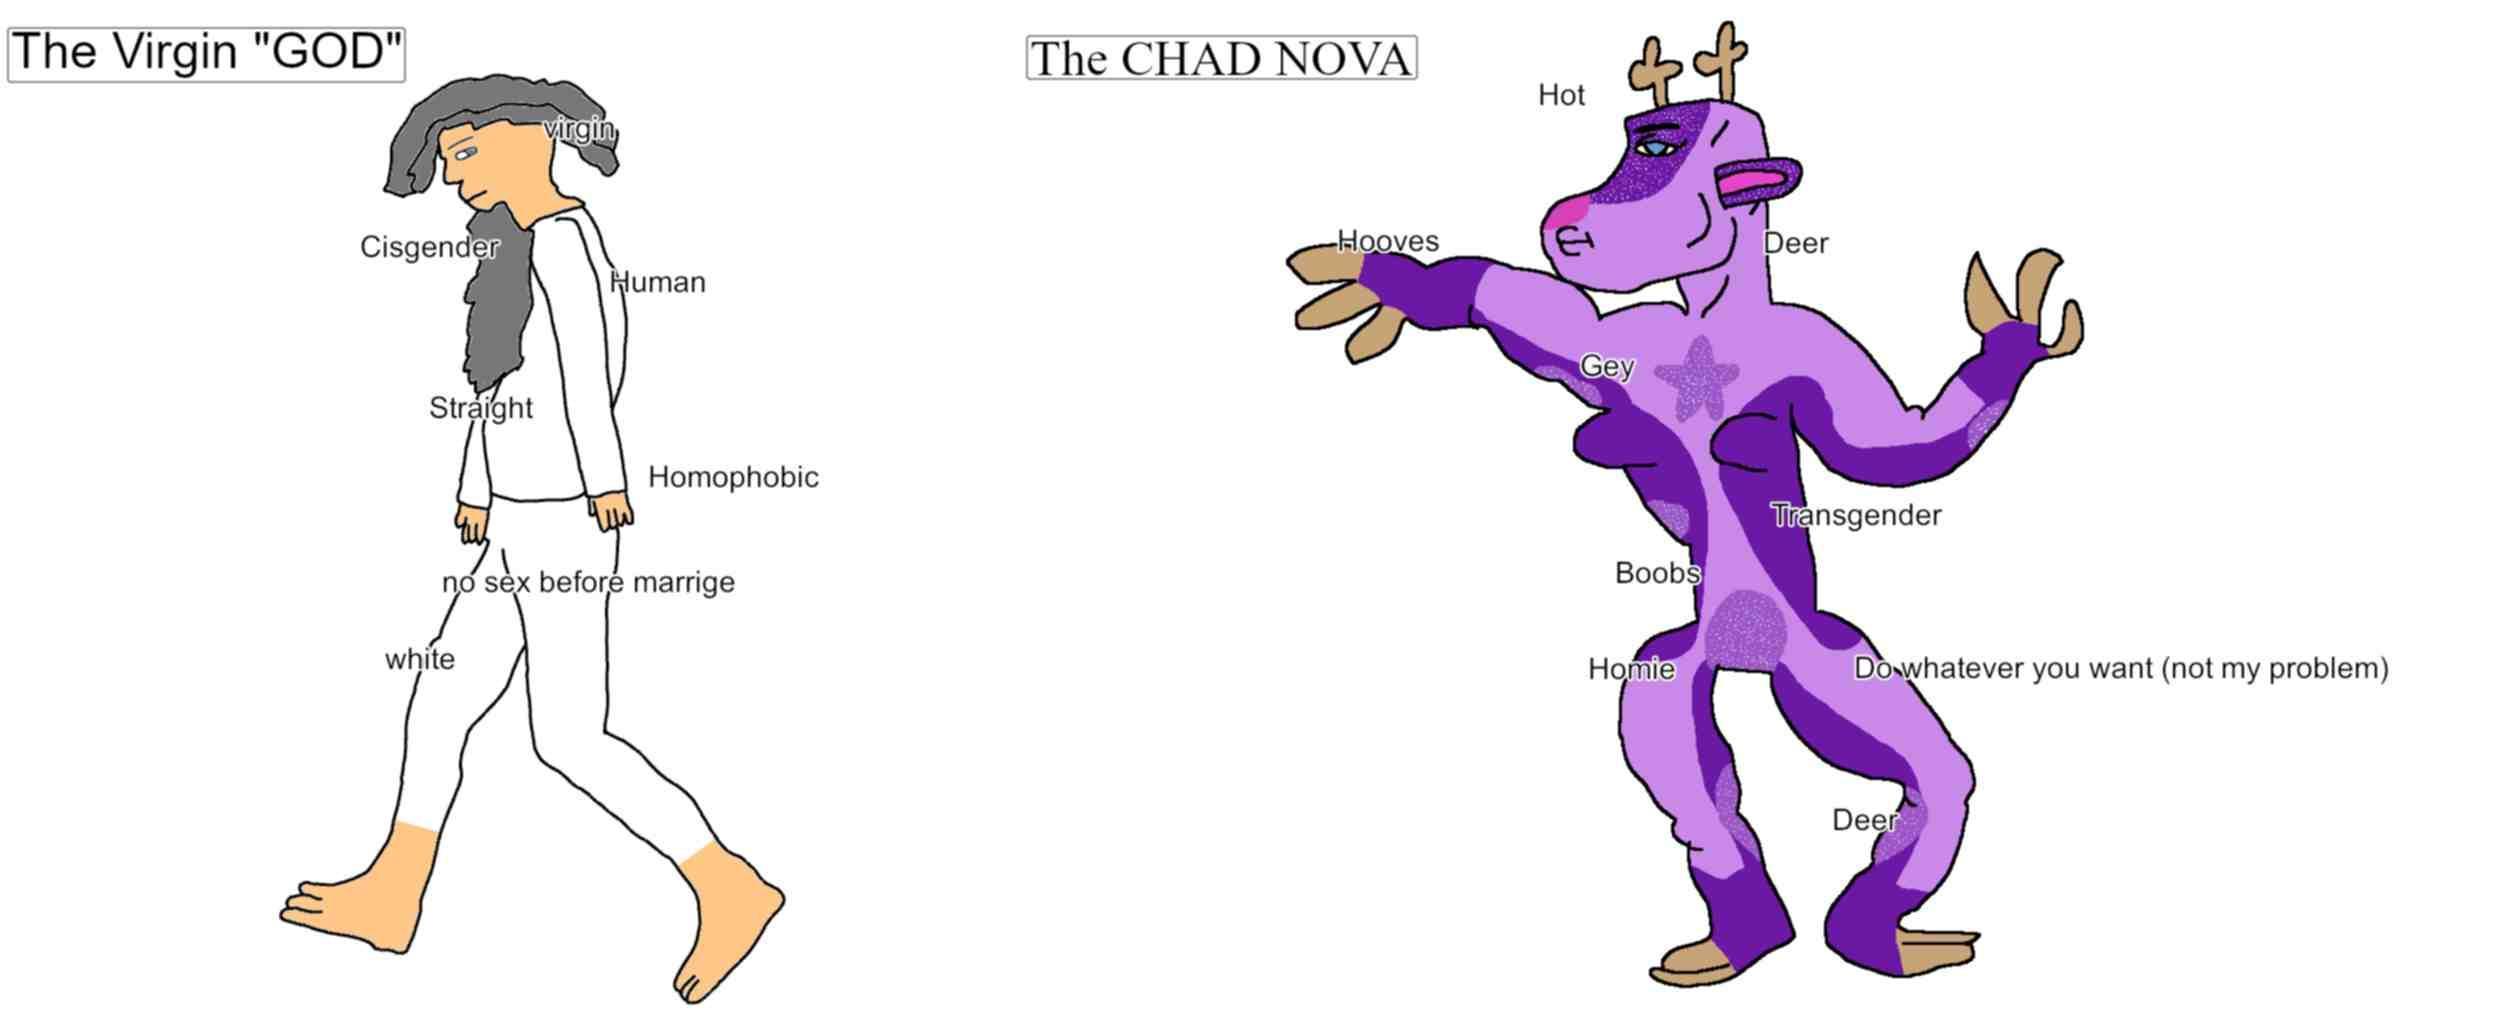 The Virgin "GOD"
virgin
Cisgender
Human
Straight
Homophobic
no sex before marrige
white
The CHAD NOVA
Hot
Hooves
Deer
Gey
Transgender
Boobs
Homie
Do whatever you want (not my problem)
Deer